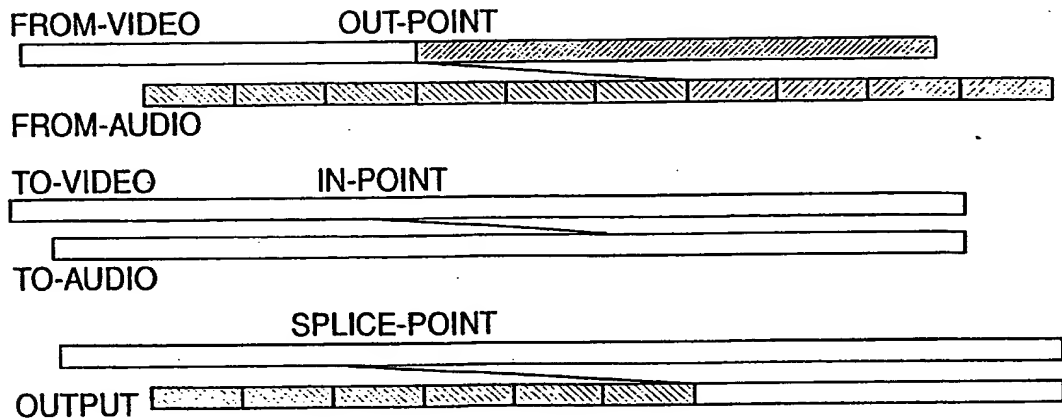 FROM-VIDEO OUT-POINT
FROM-AUDIO
TO-VIDEO IN-POINT
TO-AUDIO
SPLICE-POINT
OUTPUT